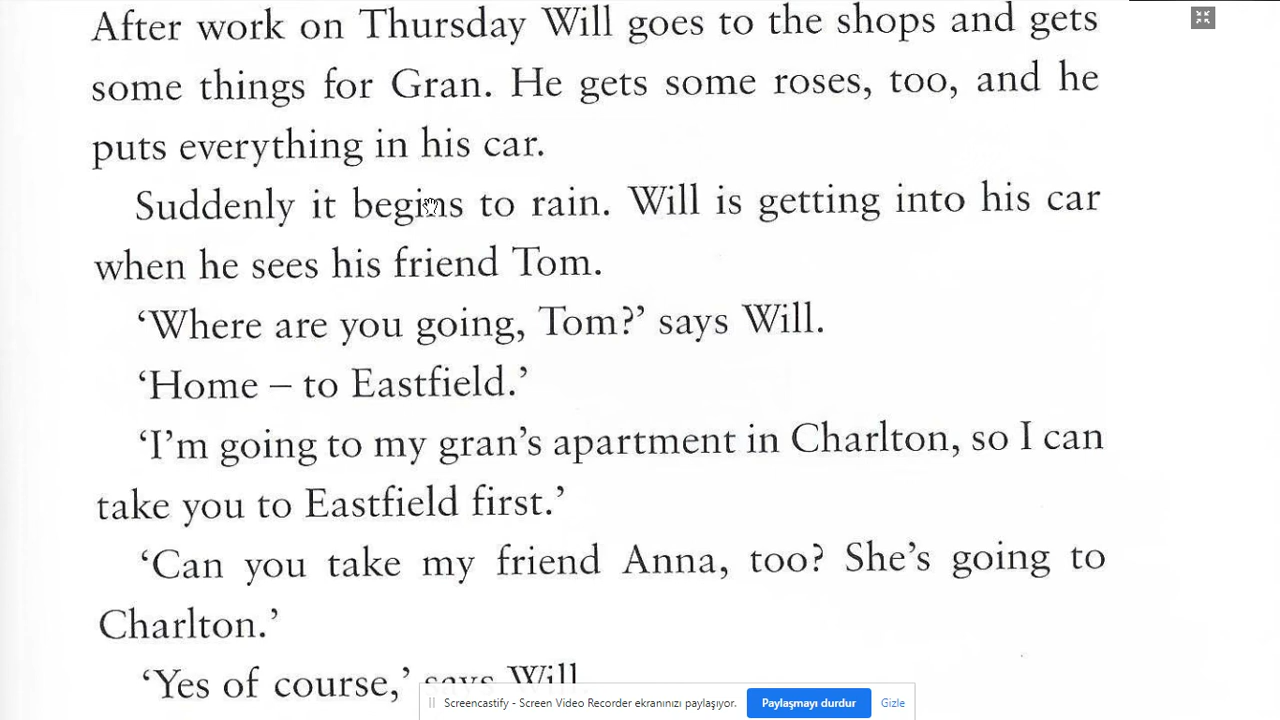 After work on Thursday Will goes to the shops and gets
some things for Gran. He gets some roses, too, and he
puts everything in his car.
Suddenly it begins to rain. Will is getting into his car
when he sees his friend Tom.
‘Where are you going, Tom?’ says Will.
‘Home – to Eastfield.’
‘I’m going to my gran’s apartment in Charlton, so I can
take you to Eastfield first.’
‘Can you take my friend Anna, too? She’s going to
Charlton.’
‘Yes of course,’ says Will.
Screencastify - Screen Video Recorder ekranınızı paylaşıyor. Paylaşmayı durdur Gizle